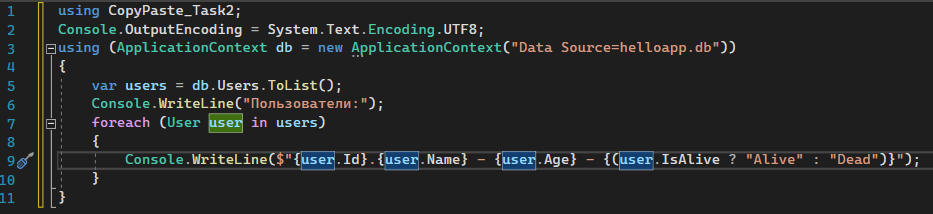 1 using CopyPaste_Task2;
2 Console.OutputEncoding = System.Text.Encoding.UTF8;
3 using (ApplicationContext db = new ApplicationContext("Data Source=helloapp.db"))
4 {
5 var users = db.Users.ToList();
6 Console.WriteLine("Пользователи:");
7 foreach (User user in users)
8 {
9 Console.WriteLine($"{user.Id}.{user.Name} - {user.Age} - {(user.IsAlive ? "Alive" : "Dead")}");
10 }
11 }